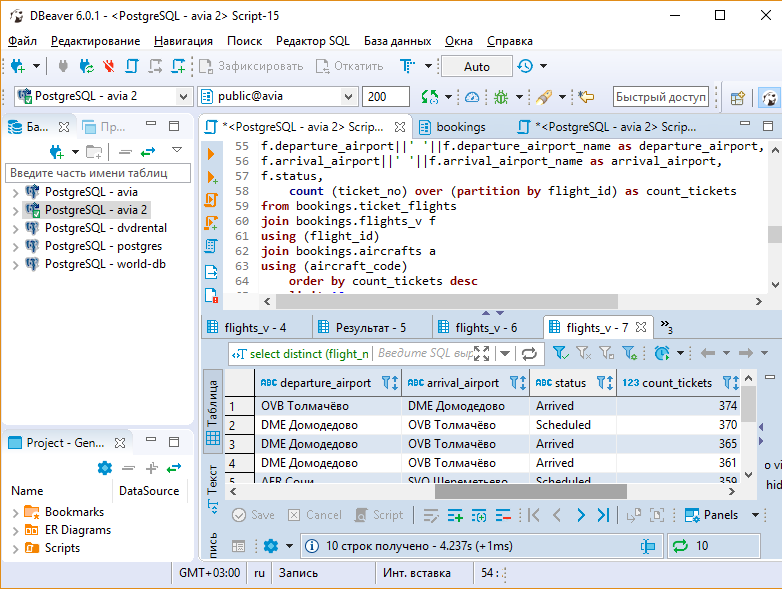 DBeaver 6.0.1 - <PostgreSQL - avia 2> Script-15
Файл Редактирование Навигация Поиск Редактор SQL База данных Окна Справка
Зафиксировать Откатить Auto
PostgreSQL - avia 2 public@avia 200 Быстрый доступ
Ба... Пр...
Введите часть имени таблиц
PostgreSQL - avia
PostgreSQL - avia 2
PostgreSQL - dvdrental
PostgreSQL - postgres
PostgreSQL - world-db
*<PostgreSQL - avia 2> Scrip... bookings *<PostgreSQL - avia 2> Scrip...
55 f.departure_airport||' '||f.departure_airport_name as departure_airport,
56 f.arrival_airport||' '||f.arrival_airport_name as arrival_airport,
57 f.status,
58 count (ticket_no) over (partition by flight_id) as count_tickets
59 from bookings.ticket_flights
60 join bookings.flights_v f
61 using (flight_id)
62 join bookings.aircrafts a
63 using (aircraft_code)
64 order by count_tickets desc
flights_v - 4 Результат - 5 flights_v - 6 flights_v - 7 »3
select distinct (flight_n Введите SQL выр
Таблица
Текст
departure_airport arrival_airport status count_tickets
1 OVB Толмачёво DME Домодедово Arrived 374
2 DME Домодедово OVB Толмачёво Scheduled 370
3 DME Домодедово OVB Толмачёво Arrived 365
4 DME Домодедово OVB Толмачёво Arrived 361
5 AER Сочи SVO Шереметьево Scheduled 359
Save Cancel Script Panels
10 строк получено - 4.237s (+1ms) 10
Project - Gen...
Name DataSource
Bookmarks
ER Diagrams
Scripts
GMT+03:00 ru Запись Инт. вставка 54 :